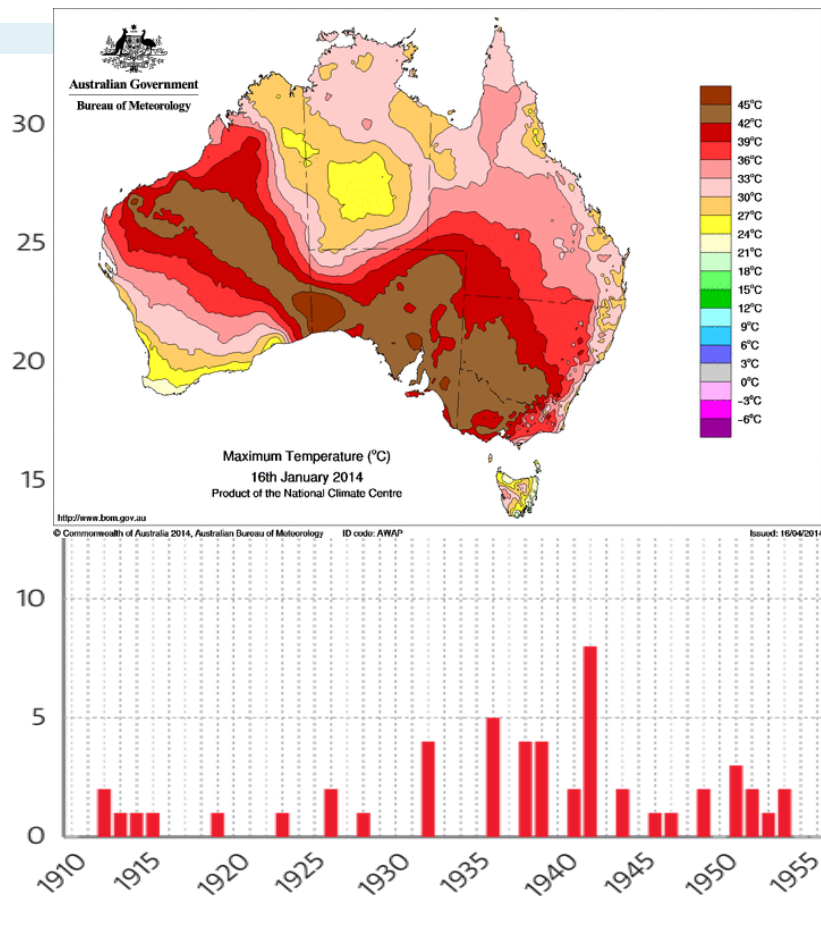 Australian Government
Bureau of Meteorology
45°C
42°C
39°C
36°C
33°C
30°C
27°C
24°C
21°C
18°C
15°C
12°C
9°C
6°C
3°C
0°C
-3°C
-6°C
Maximum Temperature (°C)
16th January 2014
Product of the National Climate Centre
http://www.bom.gov.au
© Commonwealth of Australia 2014, Australian Bureau of Meteorology ID code: AWAP Issued: 16/04/2014
30
25
20
15
10
5
0
1910 1915 1920 1925 1930 1935 1940 1945 1950 1955